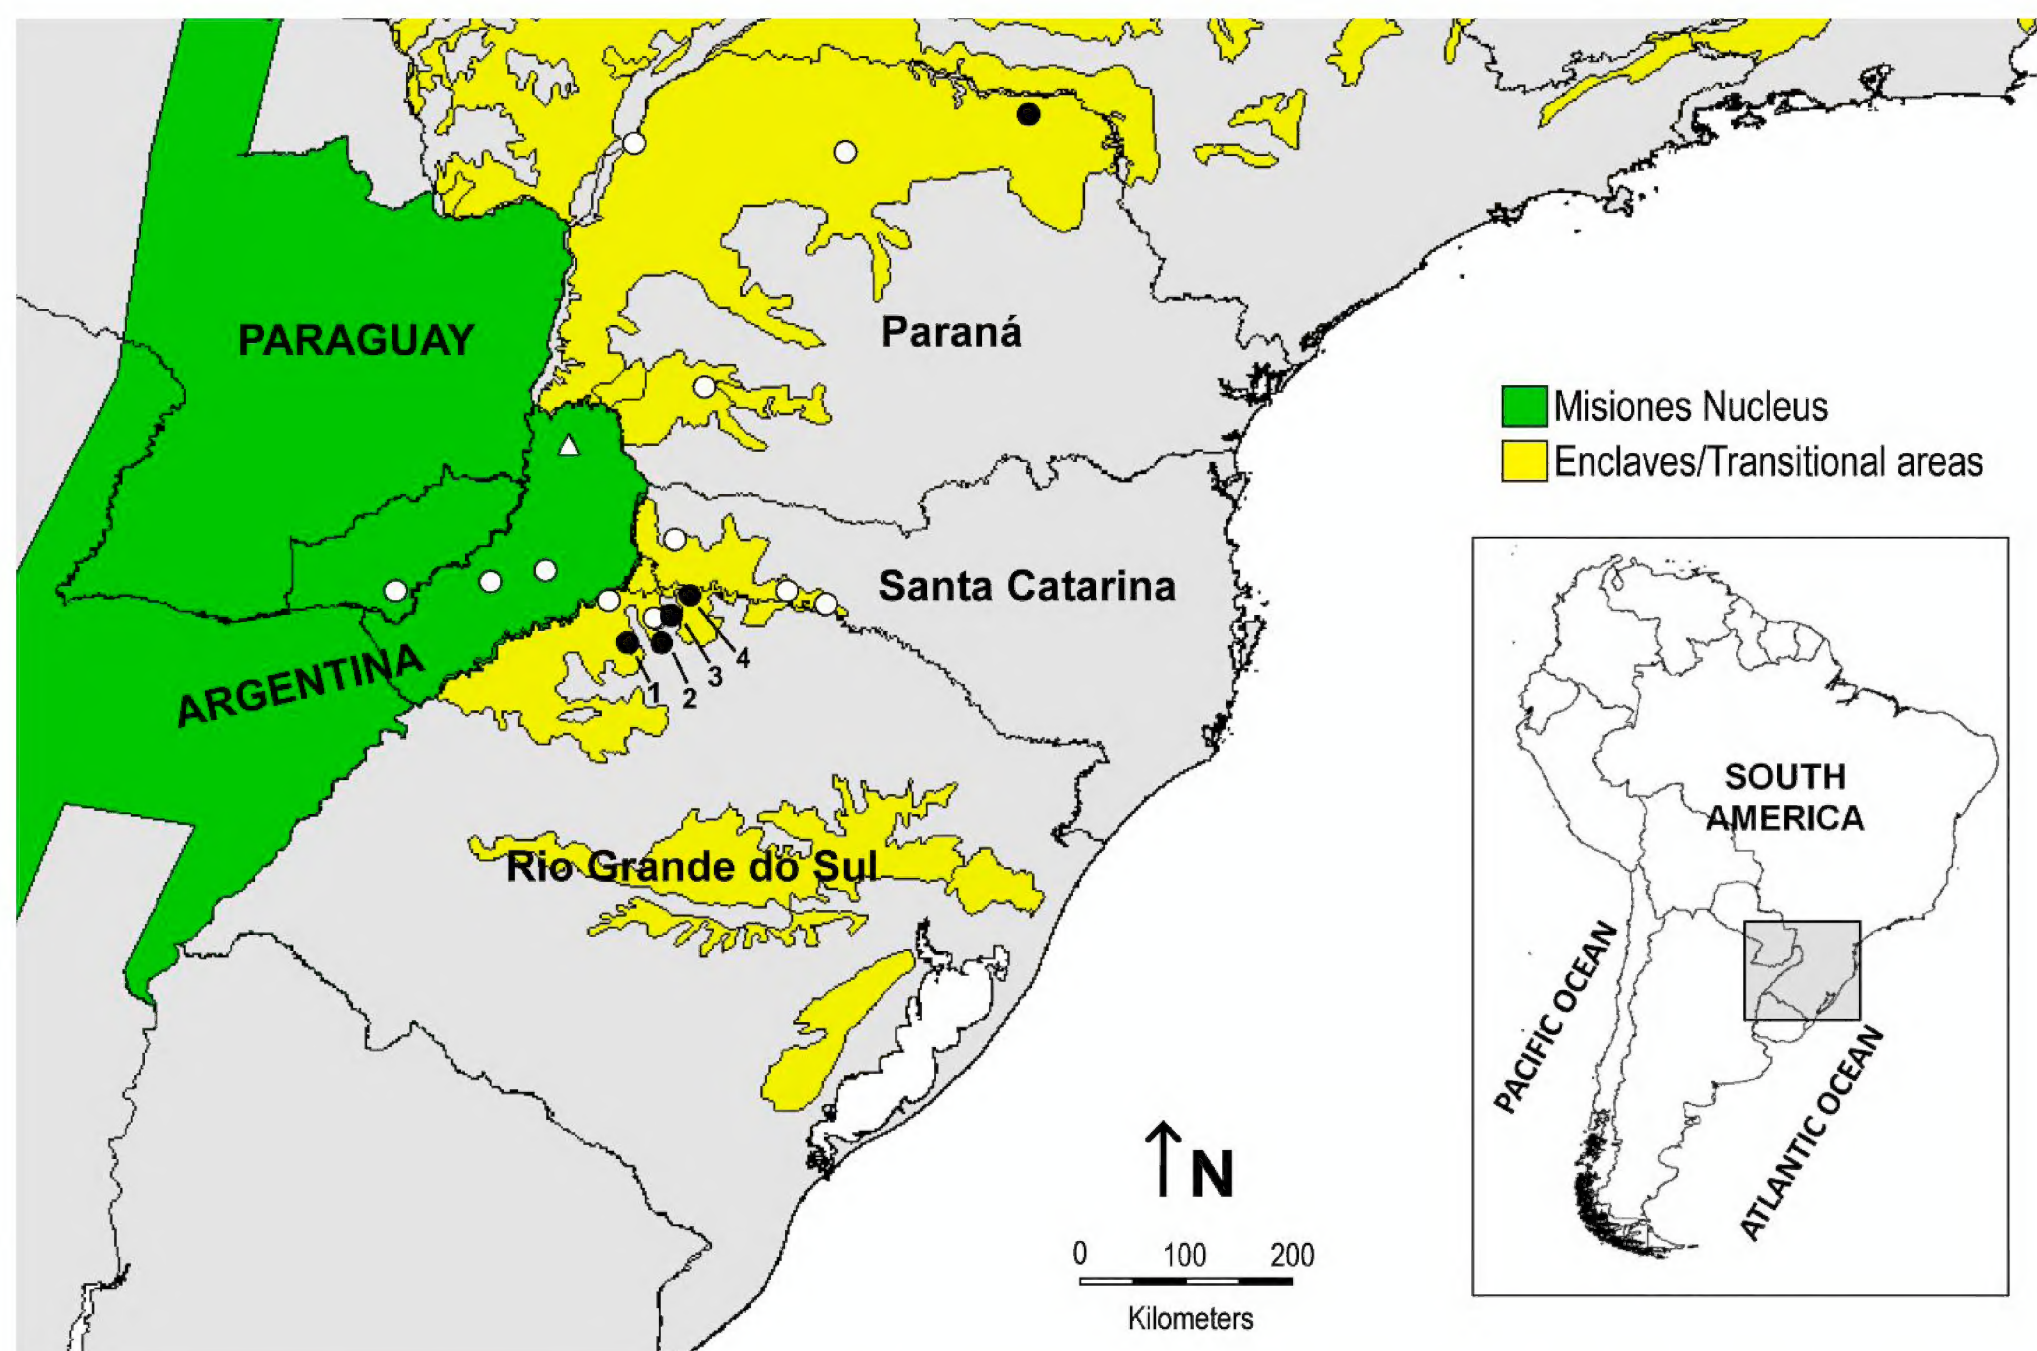 PARAGUAY
Paraná
Misiones Nucleus
Enclaves/Transitional areas
Santa Catarina
ARGENTINA
1
2
3
4
Rio Grande do Sul
SOUTH
AMERICA
PACIFIC OCEAN
ATLANTIC OCEAN
N
0 100 200
Kilometers